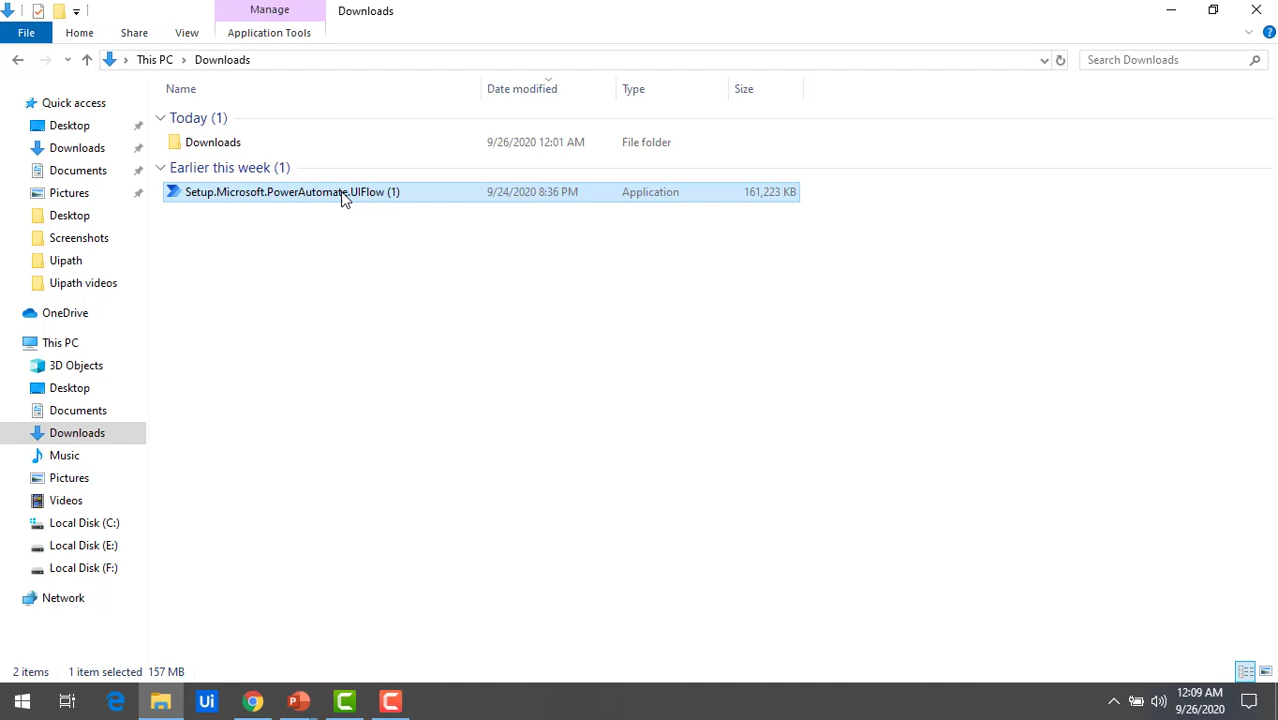 Manage
Downloads
File
Home
Share
View
Application Tools
This PC
Downloads
Search Downloads
Name
Date modified
Type
Size
Quick access
Desktop
Downloads
Documents
Pictures
Desktop
Screenshots
Uipath
Uipath videos
OneDrive
This PC
3D Objects
Desktop
Documents
Downloads
Music
Pictures
Videos
Local Disk (C:)
Local Disk (E:)
Local Disk (F:)
Network
Today (1)
Downloads
9/26/2020 12:01 AM
File folder
Earlier this week (1)
Setup.Microsoft.PowerAutomate.UIFlow (1)
9/24/2020 8:36 PM
Application
161,223 KB
2 items
1 item selected 157 MB
Ui
12:09 AM
9/26/2020